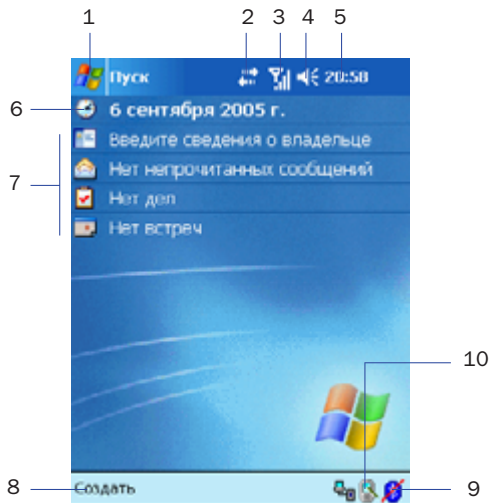 1 2 3 4 5
Пуск 20:58
6 6 сентября 2005 г.
Введите сведения о владельце
7 Нет непрочитанных сообщений
Нет дел
Нет встреч
10
8 Создать 9